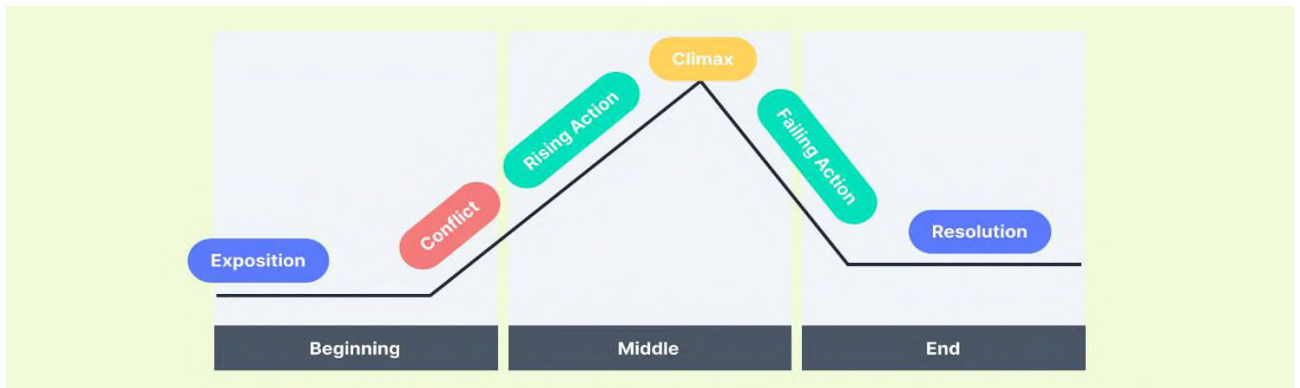 Climax
Rising Action
Failing Action
Conflict
Exposition
Resolution
Beginning
Middle
End